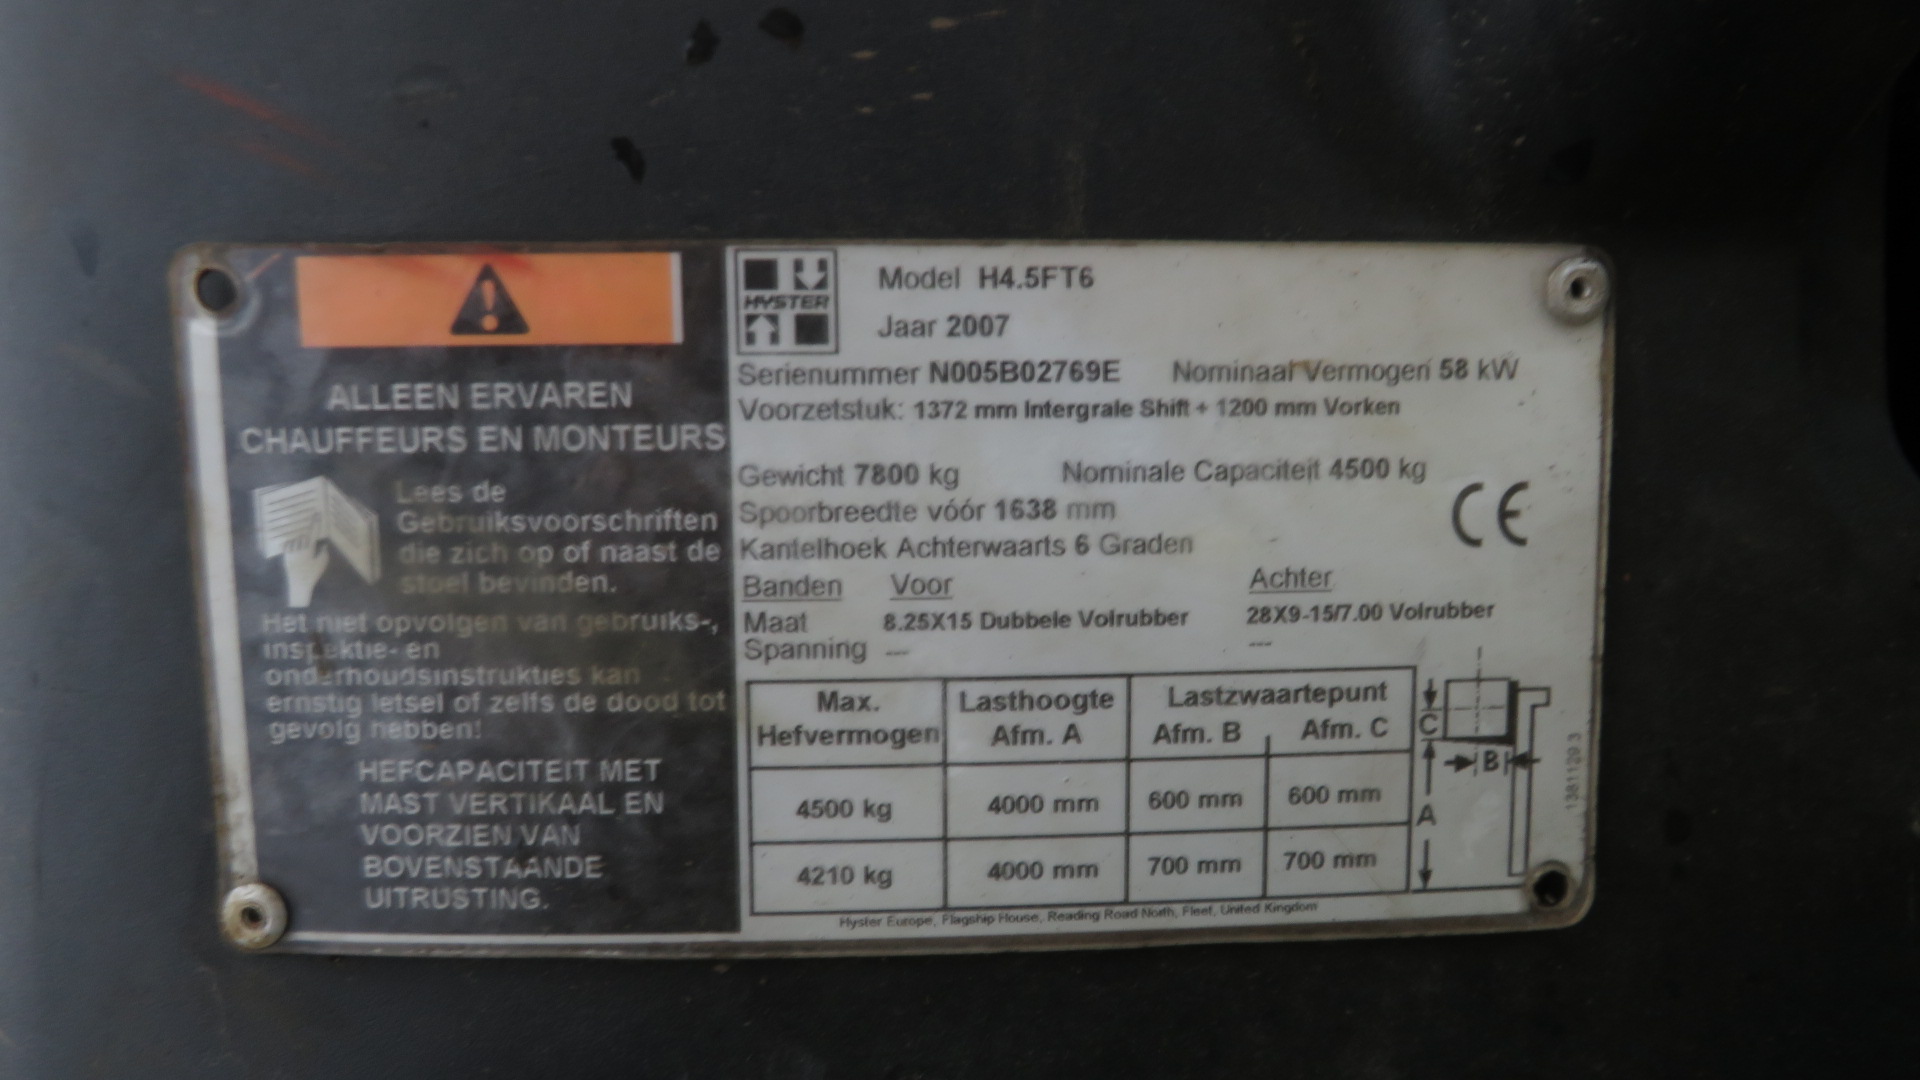 ALLEEN ERVAREN
CHAUFFEURS EN MONTEURS
Lees de
Gebruiksvoorschriften
die zich op of naast de
stoel bevinden.
Het niet opvolgen van gebruiks-,
inspektie- en
onderhoudsinstrukties kan
ernstig letsel of zelfs de dood tot
gevolg hebben!
HEFCAPACITEIT MET
MAST VERTIKAAL EN
VOORZIEN VAN
BOVENSTAANDE
UITRUSTING.
HYSTER
Model H4.5FT6
Jaar 2007
Serienummer N005B02769E Nominaal Vermogen 58 kW
Voorzetstuk: 1372 mm Intergrale Shift + 1200 mm Vorken
Gewicht 7800 kg Nominale Capaciteit 4500 kg
Spoorbreedte vóór 1638 mm
Kantelhoek Achterwaarts 6 Graden
CE
Banden Voor Achter
Maat 8.25X15 Dubbele Volrubber 28X9-15/7.00 Volrubber
Spanning --- ---
Max. Lasthoogte Lastzwaartepunt
Hefvermogen Afm. A Afm. B Afm. C
4500 kg 4000 mm 600 mm 600 mm
4210 kg 4000 mm 700 mm 700 mm
C
B
A
1381129 3
Hyster Europe, Flagship House, Reading Road North, Fleet, United Kingdom